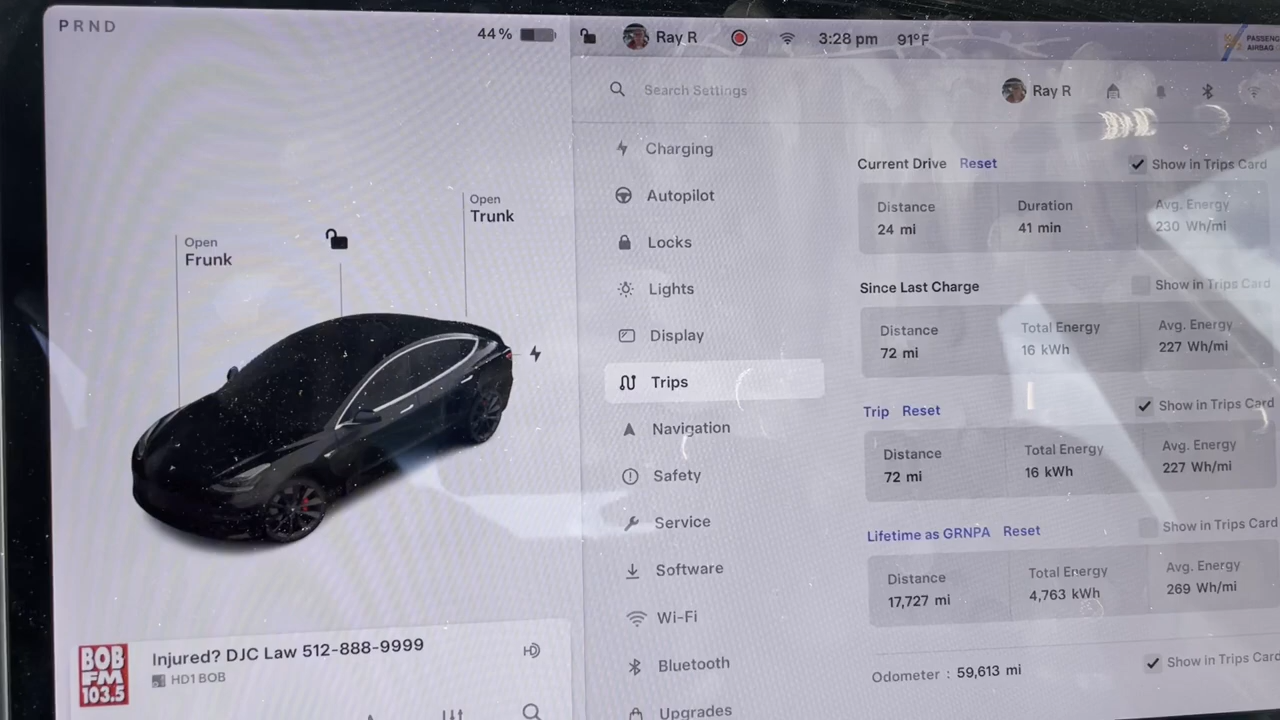 PRND
44%
Ray R
3:28 pm
91°F
PASSENG
AIRBAG
Search Settings
Ray R
Open
Frunk
Open
Trunk
Charging
Autopilot
Locks
Lights
Display
Trips
Navigation
Safety
Service
Software
Wi-Fi
Bluetooth
Upgrades
Current Drive Reset
Show in Trips Card
Distance
24 mi
Duration
41 min
Avg. Energy
230 Wh/mi
Since Last Charge
Show in Trips Card
Distance
72 mi
Total Energy
16 kWh
Avg. Energy
227 Wh/mi
Trip Reset
Show in Trips Card
Distance
72 mi
Total Energy
16 kWh
Avg. Energy
227 Wh/mi
Lifetime as GRNPA Reset
Show in Trips Card
Distance
17,727 mi
Total Energy
4,763 kWh
Avg. Energy
269 Wh/mi
Odometer : 59,613 mi
Show in Trips Card
BOB
FM
103.5
Injured? DJC Law 512-888-9999
HD1 BOB